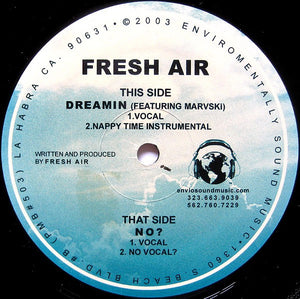 ENVIROMENTALLY SOUND MUSIC•1360 S BEACH BLVD •#B (PMB#503) LA HABRA CA. 90631•©2003
FRESH AIR
THIS SIDE
DREAMIN (FEATURING MARVSKI)
1.VOCAL
2.NAPPY TIME INSTRUMENTAL
WRITTEN AND PRODUCED
BY FRESH AIR
enviosoundmusic.com
323.663.9039
562.760.7229
THAT SIDE
NO?
1. VOCAL
2. NO VOCAL?